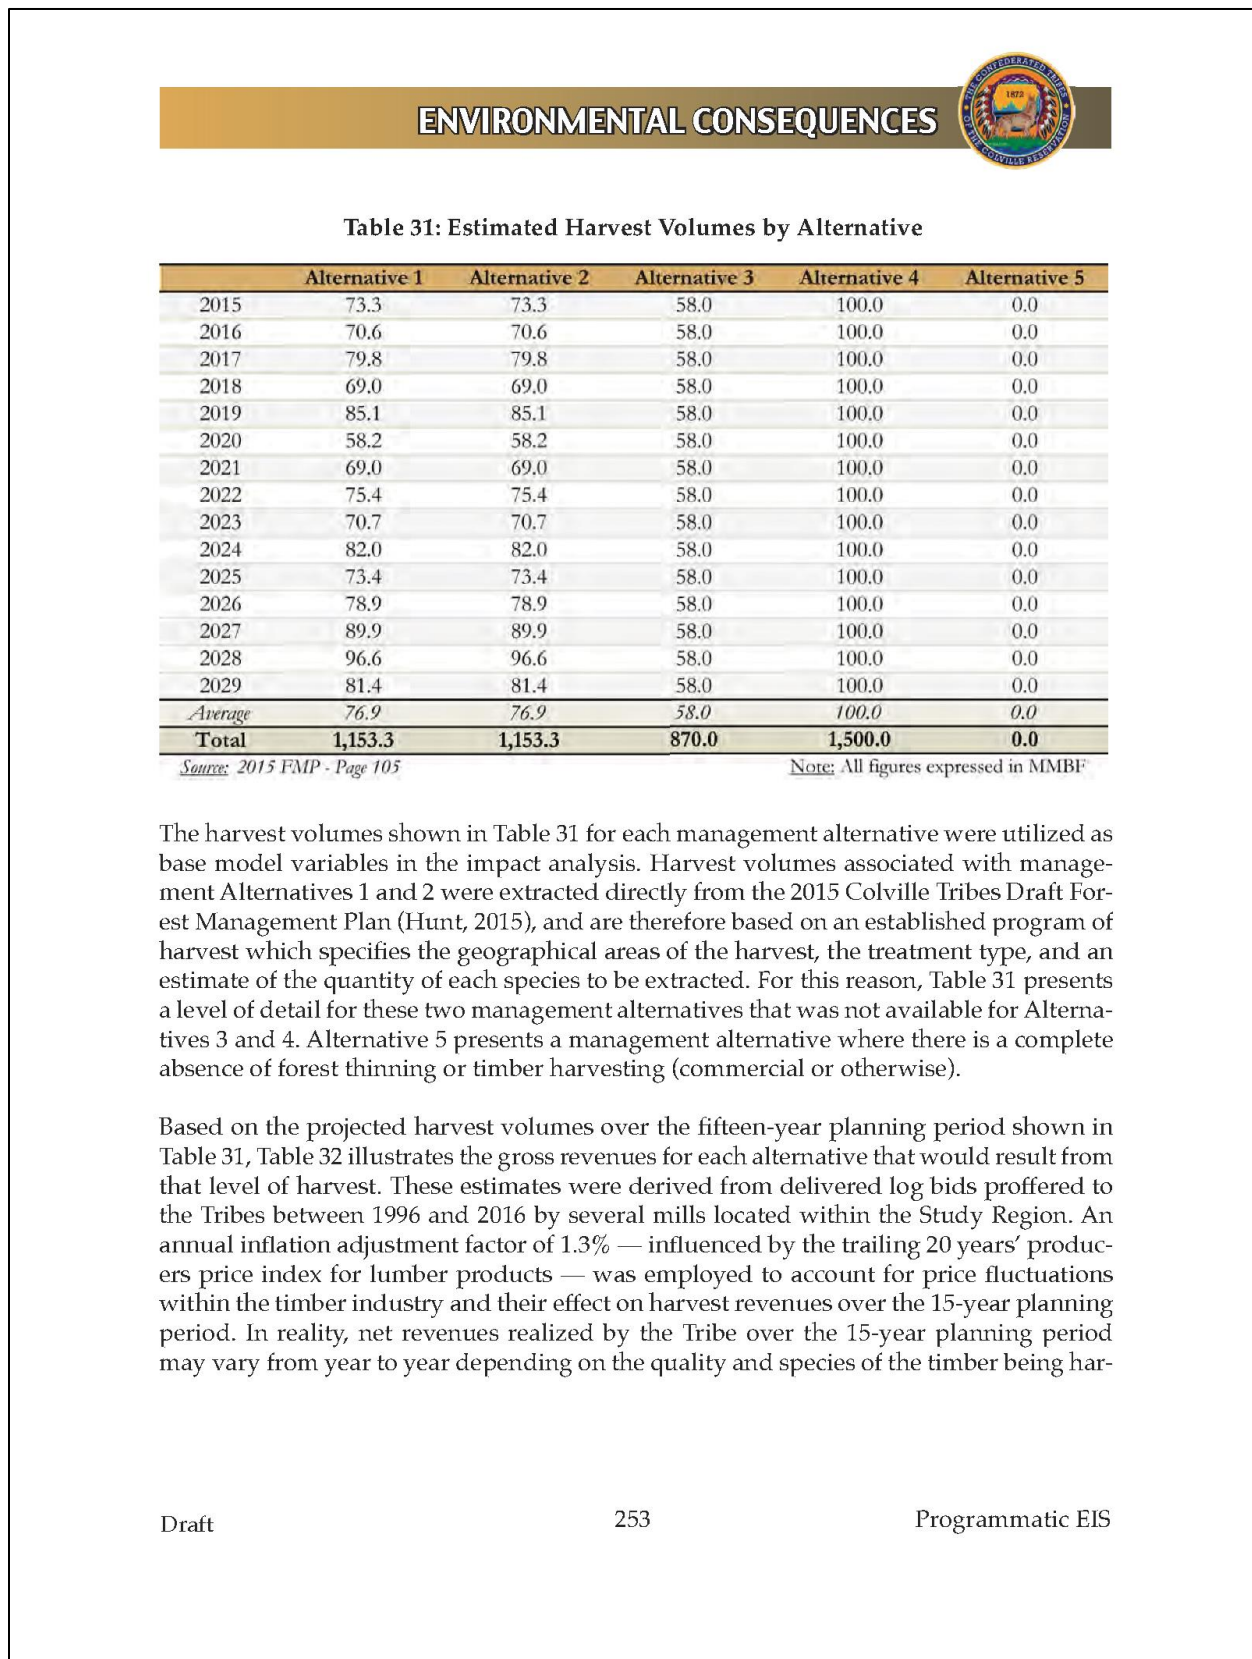 ENVIRONMENTAL CONSEQUENCES
THE CONFEDERATED TRIBES
1872
OF THE COLVILLE RESERVATION
Table 31: Estimated Harvest Volumes by Alternative
Alternative 1 Alternative 2 Alternative 3 Alternative 4 Alternative 5
2015 73.3 73.3 58.0 100.0 0.0
2016 70.6 70.6 58.0 100.0 0.0
2017 79.8 79.8 58.0 100.0 0.0
2018 69.0 69.0 58.0 100.0 0.0
2019 85.1 85.1 58.0 100.0 0.0
2020 58.2 58.2 58.0 100.0 0.0
2021 69.0 69.0 58.0 100.0 0.0
2022 75.4 75.4 58.0 100.0 0.0
2023 70.7 70.7 58.0 100.0 0.0
2024 82.0 82.0 58.0 100.0 0.0
2025 73.4 73.4 58.0 100.0 0.0
2026 78.9 78.9 58.0 100.0 0.0
2027 89.9 89.9 58.0 100.0 0.0
2028 96.6 96.6 58.0 100.0 0.0
2029 81.4 81.4 58.0 100.0 0.0
Average 76.9 76.9 58.0 100.0 0.0
Total 1,153.3 1,153.3 870.0 1,500.0 0.0
Source: 2015 FMP - Page 105 Note: All figures expressed in MMBF
The harvest volumes shown in Table 31 for each management alternative were utilized as
base model variables in the impact analysis. Harvest volumes associated with manage-
ment Alternatives 1 and 2 were extracted directly from the 2015 Colville Tribes Draft For-
est Management Plan (Hunt, 2015), and are therefore based on an established program of
harvest which specifies the geographical areas of the harvest, the treatment type, and an
estimate of the quantity of each species to be extracted. For this reason, Table 31 presents
a level of detail for these two management alternatives that was not available for Alterna-
tives 3 and 4. Alternative 5 presents a management alternative where there is a complete
absence of forest thinning or timber harvesting (commercial or otherwise).
Based on the projected harvest volumes over the fifteen-year planning period shown in
Table 31, Table 32 illustrates the gross revenues for each alternative that would result from
that level of harvest. These estimates were derived from delivered log bids proffered to
the Tribes between 1996 and 2016 by several mills located within the Study Region. An
annual inflation adjustment factor of 1.3% — influenced by the trailing 20 years’ produc-
ers price index for lumber products — was employed to account for price fluctuations
within the timber industry and their effect on harvest revenues over the 15-year planning
period. In reality, net revenues realized by the Tribe over the 15-year planning period
may vary from year to year depending on the quality and species of the timber being har-
Draft 253 Programmatic EIS